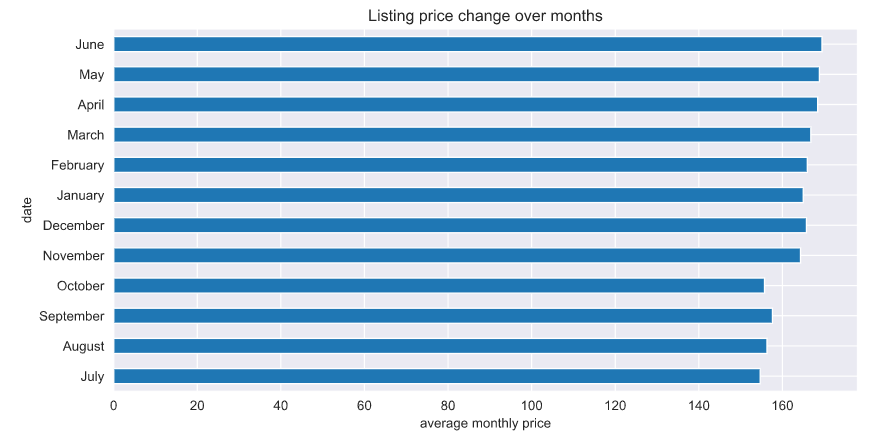 Listing price change over months
June
May
April
March
February
January
December
November
October
September
August
July
date
0 20 40 60 80 100 120 140 160
average monthly price